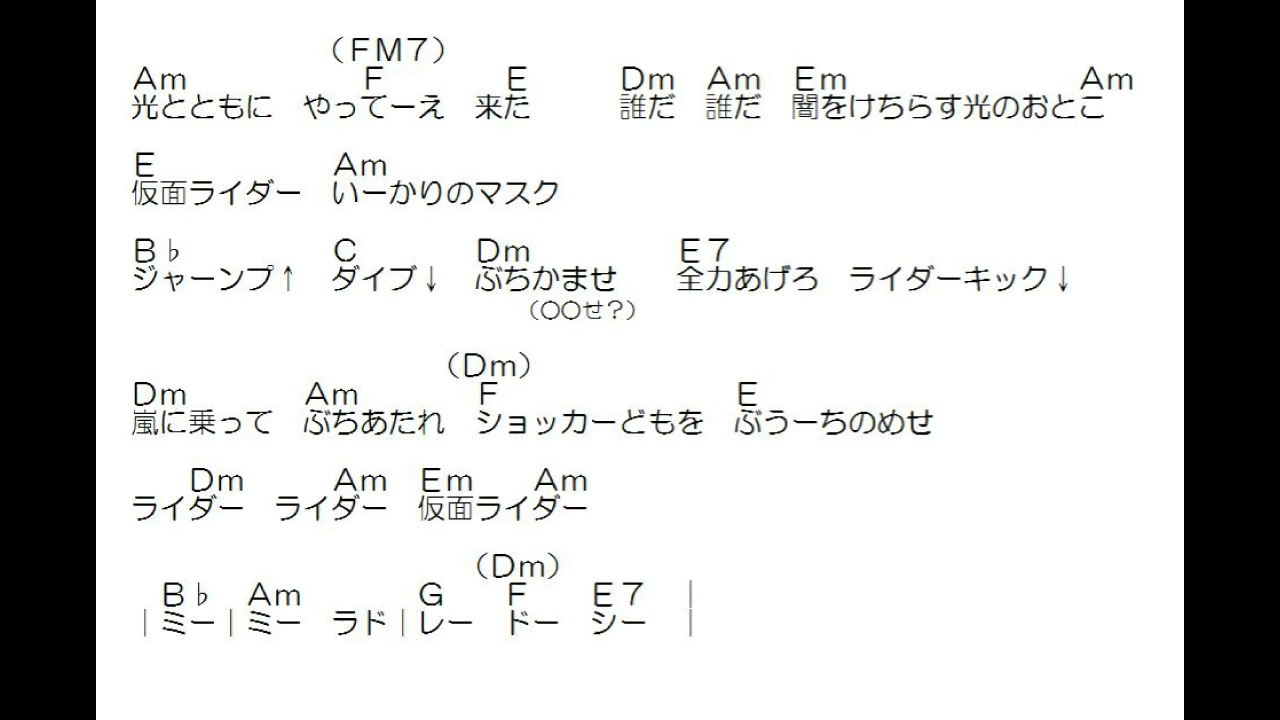 （ＦＭ７）
Ａｍ Ｆ Ｅ Ｄｍ Ａｍ Ｅｍ Ａｍ
光とともに　やってーえ　来た　　　誰だ　誰だ　闇をけちらす光のおとこ
Ｅ Ａｍ
仮面ライダー　いーかりのマスク
Ｂ♭ Ｃ Ｄｍ Ｅ７
ジャーンプ↑　ダイブ↓　ぶちかませ　　全力あげろ　ライダーキック↓
（〇〇せ？）
（Ｄｍ）
Ｄｍ Ａｍ Ｆ Ｅ
嵐に乗って　ぶちあたれ　ショッカーどもを　ぶうーちのめせ
Ｄｍ Ａｍ Ｅｍ Ａｍ
ライダー　ライダー　仮面ライダー
（Ｄｍ）
Ｂ♭ Ａｍ Ｇ Ｆ Ｅ７ ｜
｜ミー｜ミー　ラド｜レー　ドー　シー　｜